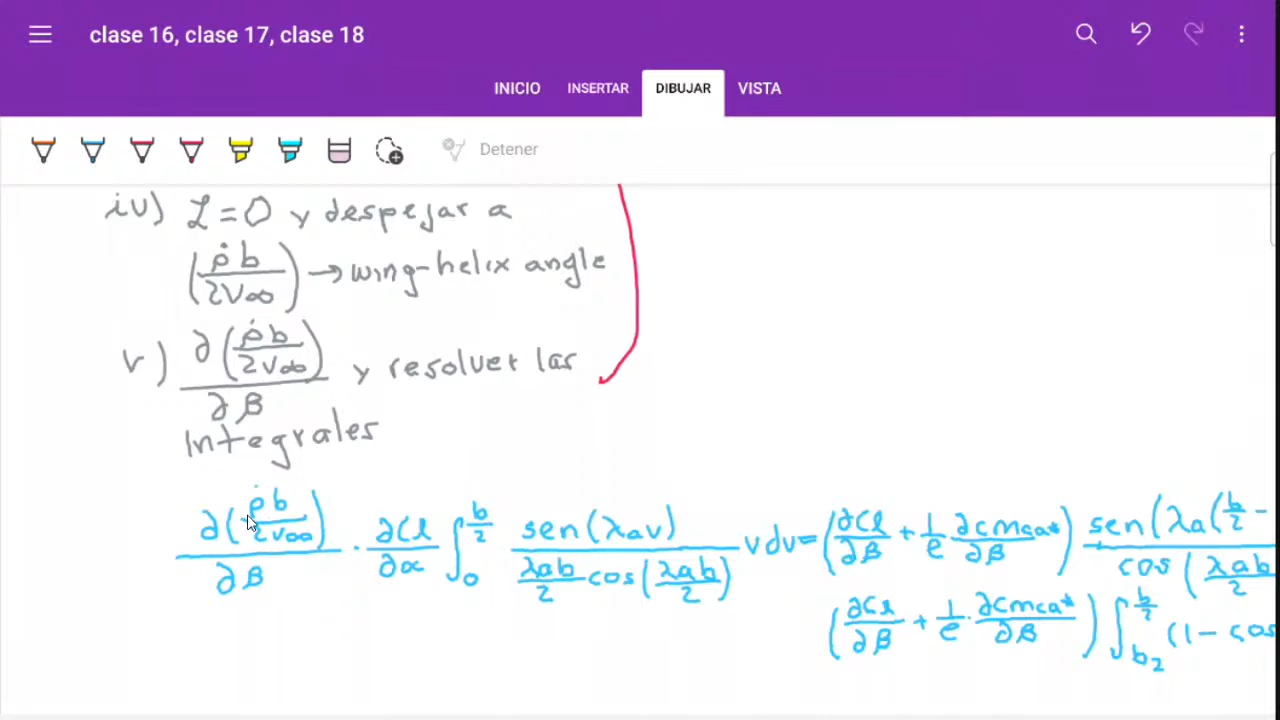 clase 16, clase 17, clase 18
INICIO INSERTAR DIBUJAR VISTA
Detener
iv) L = 0 y despejar a
(ṗb/2V∞) → wing-helix angle
v) ∂(ṗb/2V∞)/∂β y resolver las
Integrales
∂(ṗb/2V∞)/∂β · ∂Cl/∂α ∫₀^(b/2) sen(λav)/(λab/2 cos(λab/2)) v dv = (∂Cl/∂β + 1/e ∂Cmca*/∂β) sen(λa(b/2 - / cos(λab/2
(∂Cl/∂β + 1/e · ∂Cmca*/∂β) ∫_(b₂)^(b/2) (1 - cos